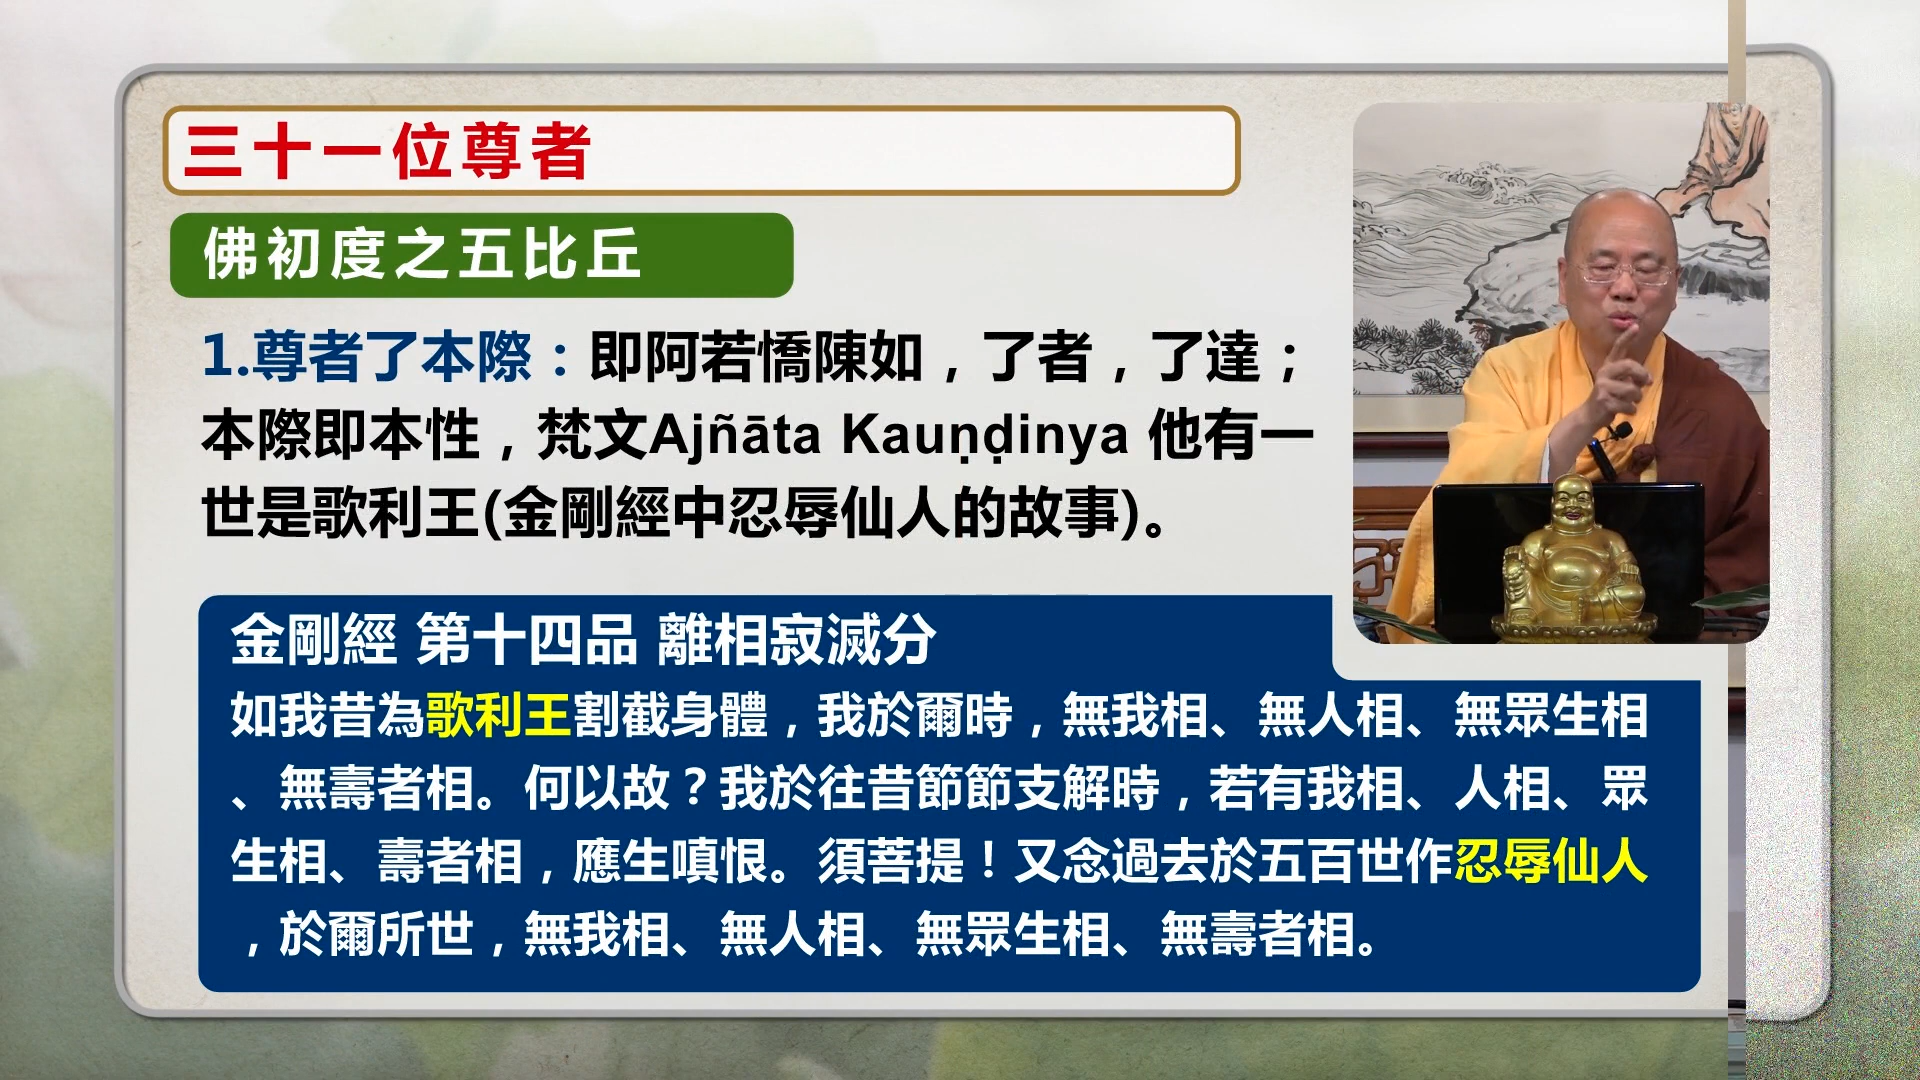 三十一位尊者
佛初度之五比丘
1.尊者了本際：即阿若憍陳如，了者，了達；
本際即本性，梵文Ajñāta Kauṇḍinya 他有一
世是歌利王(金剛經中忍辱仙人的故事)。
金剛經 第十四品 離相寂滅分
如我昔為歌利王割截身體，我於爾時，無我相、無人相、無眾生相
、無壽者相。何以故？我於往昔節節支解時，若有我相、人相、眾
生相、壽者相，應生嗔恨。須菩提！又念過去於五百世作忍辱仙人
，於爾所世，無我相、無人相、無眾生相、無壽者相。